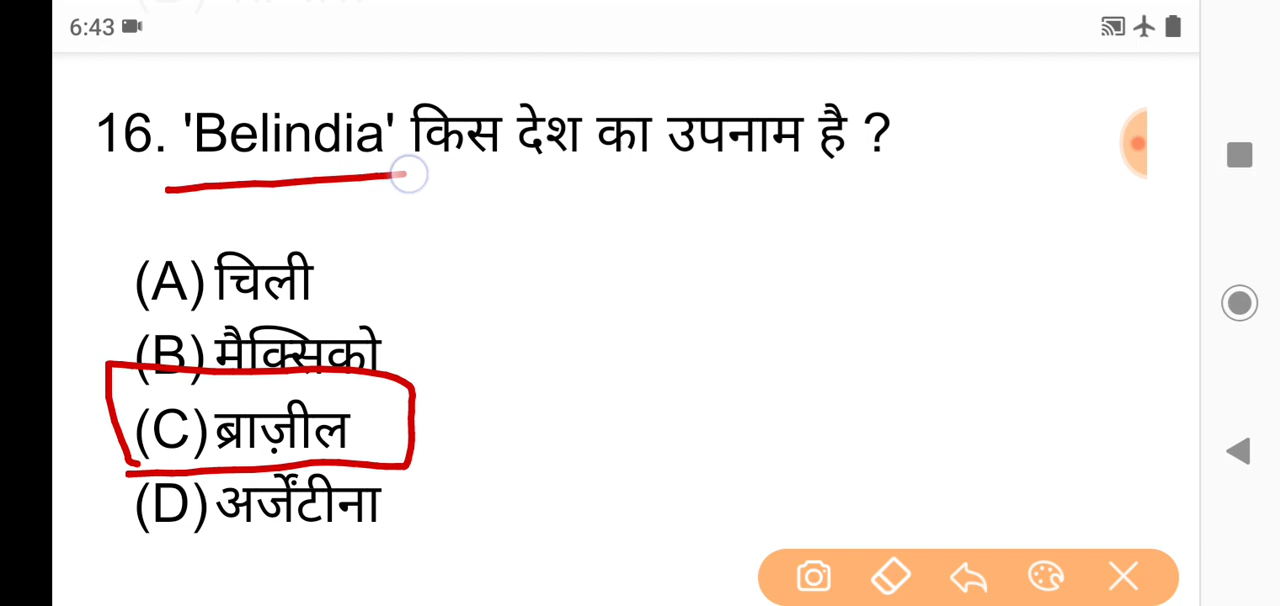 6:43
16. 'Belindia' किस देश का उपनाम है ?
(A) चिली
(B) मैक्सिको
(C) ब्राज़ील
(D) अर्जेंटीना